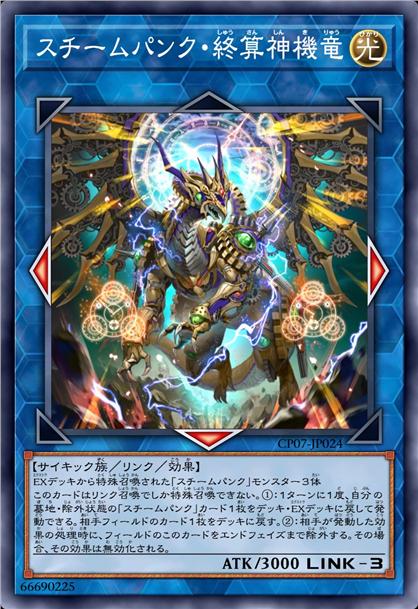 スチームパンク・終算神機竜 光
CP07-JP024
【サイキック族／リンク／効果】
EXデッキから特殊召喚された「スチームパンク」モンスター3体
このカードはリンク召喚でしか特殊召喚できない。①：1ターンに1度、自分の
墓地・除外状態の「スチームパンク」カード1枚をデッキ・EXデッキに戻して発
動できる。相手フィールドのカード1枚をデッキに戻す。②：相手が発動した効
果の処理時に、フィールドのこのカードをエンドフェイズまで除外する。その場
合、その効果は無効化される。
ATK/3000 LINK-3
66690225